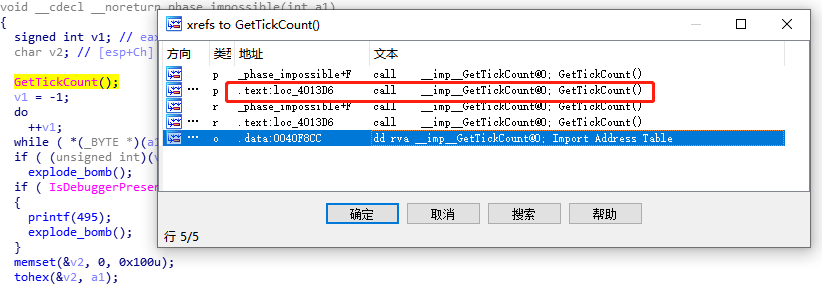 void __cdecl __noreturn phase_impossible(int a1)
{
signed int v1; // eax
char v2; // [esp+Ch]
GetTickCount();
v1 = -1;
do
++v1;
while ( *(_BYTE *)(a1
if ( (unsigned int)(v
explode_bomb();
if ( IsDebuggerPresen
{
printf(495);
explode_bomb();
}
memset(&v2, 0, 0x100u);
tohex(&v2, a1);
xrefs to GetTickCount()
方向 类型 地址 文本
p _phase_impossible+F call __imp__GetTickCount@0; GetTickCount()
... p .text:loc_4013D6 call __imp__GetTickCount@0; GetTickCount()
r _phase_impossible+F call __imp__GetTickCount@0; GetTickCount()
... r .text:loc_4013D6 call __imp__GetTickCount@0; GetTickCount()
... o .data:0040F8CC dd rva __imp__GetTickCount@0; Import Address Table
确定 取消 搜索 帮助
行 5/5